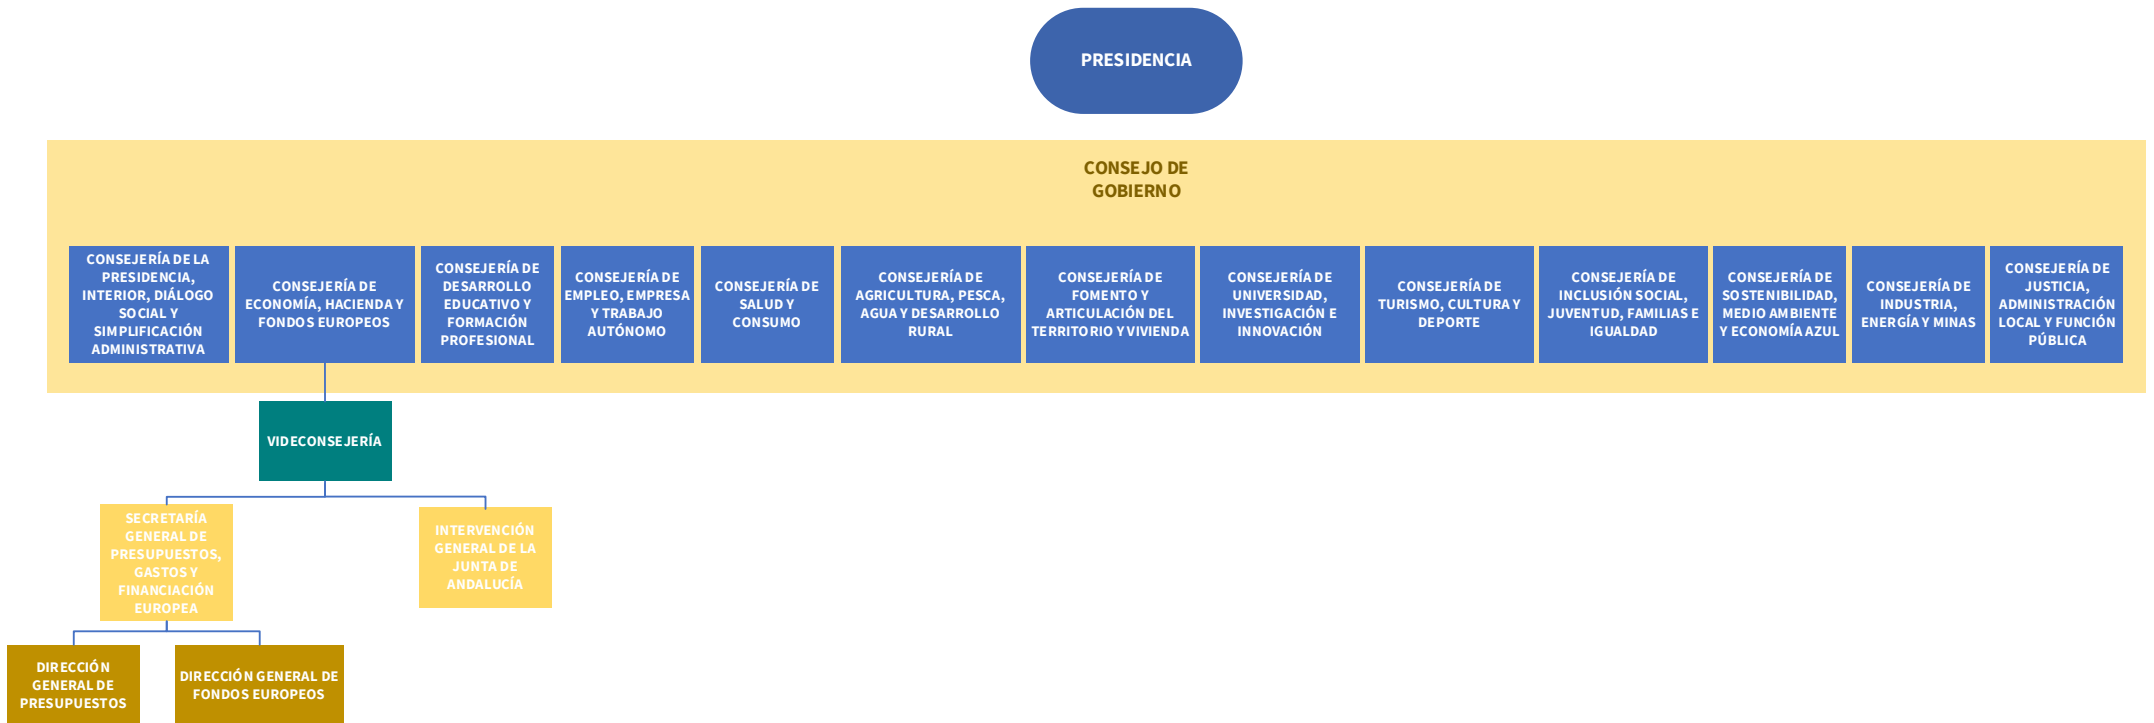 PRESIDENCIA
CONSEJO DE
GOBIERNO
CONSEJERÍA DE LA
PRESIDENCIA,
INTERIOR, DIÁLOGO
SOCIAL Y
SIMPLIFICACIÓN
ADMINISTRATIVA
CONSEJERÍA DE
ECONOMÍA, HACIENDA Y
FONDOS EUROPEOS
CONSEJERÍA DE
DESARROLLO
EDUCATIVO Y
FORMACIÓN
PROFESIONAL
CONSEJERÍA DE
EMPLEO, EMPRESA
Y TRABAJO
AUTÓNOMO
CONSEJERÍA DE
SALUD Y
CONSUMO
CONSEJERÍA DE
AGRICULTURA, PESCA,
AGUA Y DESARROLLO
RURAL
CONSEJERÍA DE
FOMENTO Y
ARTICULACIÓN DEL
TERRITORIO Y VIVIENDA
CONSEJERÍA DE
UNIVERSIDAD,
INVESTIGACIÓN E
INNOVACIÓN
CONSEJERÍA DE
TURISMO, CULTURA Y
DEPORTE
CONSEJERÍA DE
INCLUSIÓN SOCIAL,
JUVENTUD, FAMILIAS E
IGUALDAD
CONSEJERÍA DE
SOSTENIBILIDAD,
MEDIO AMBIENTE
Y ECONOMÍA AZUL
CONSEJERÍA DE
INDUSTRIA,
ENERGÍA Y MINAS
CONSEJERÍA DE
JUSTICIA,
ADMINISTRACIÓN
LOCAL Y FUNCIÓN
PÚBLICA
VIDECONSEJERÍA
SECRETARÍA
GENERAL DE
PRESUPUESTOS,
GASTOS Y
FINANCIACIÓN
EUROPEA
INTERVENCIÓN
GENERAL DE LA
JUNTA DE
ANDALUCÍA
DIRECCIÓN
GENERAL DE
PRESUPUESTOS
DIRECCIÓN GENERAL DE
FONDOS EUROPEOS